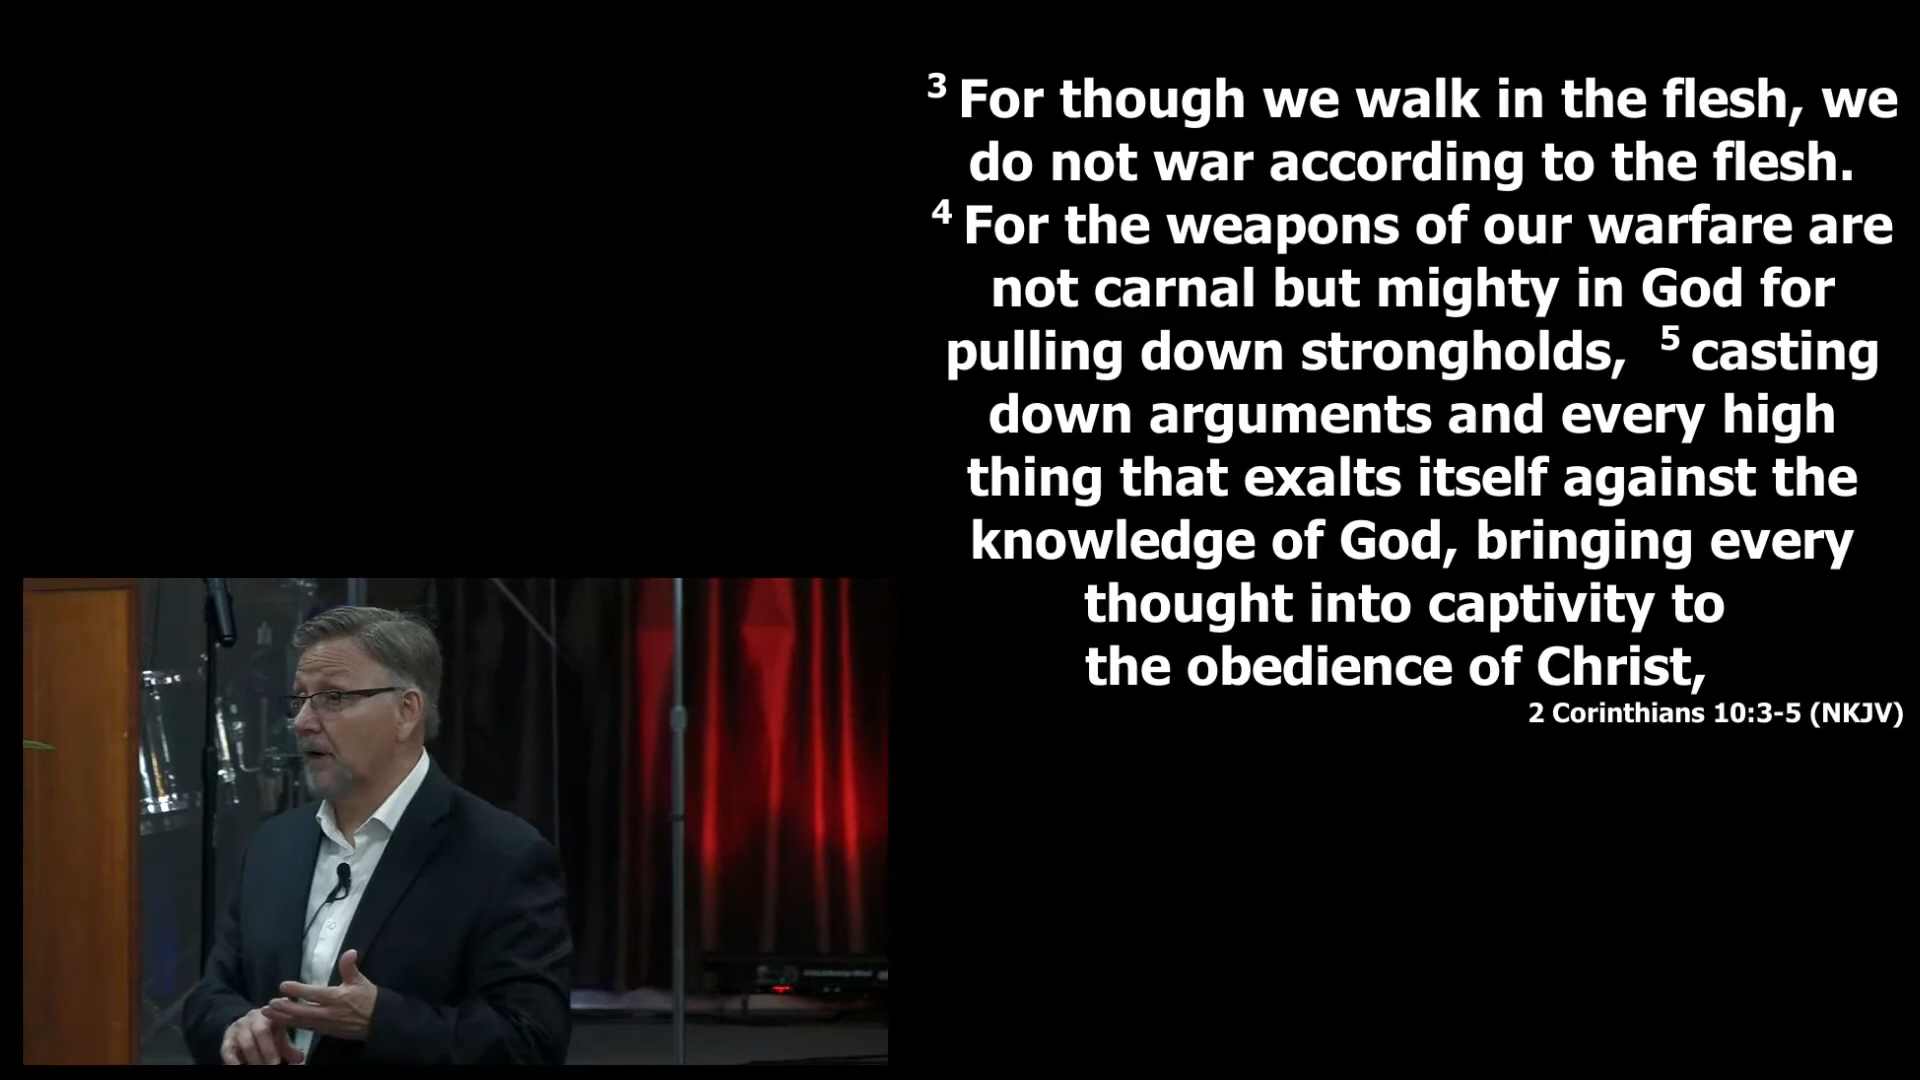 ³ For though we walk in the flesh, we
do not war according to the flesh.
⁴ For the weapons of our warfare are
not carnal but mighty in God for
pulling down strongholds, ⁵ casting
down arguments and every high
thing that exalts itself against the
knowledge of God, bringing every
thought into captivity to
the obedience of Christ,
2 Corinthians 10:3-5 (NKJV)